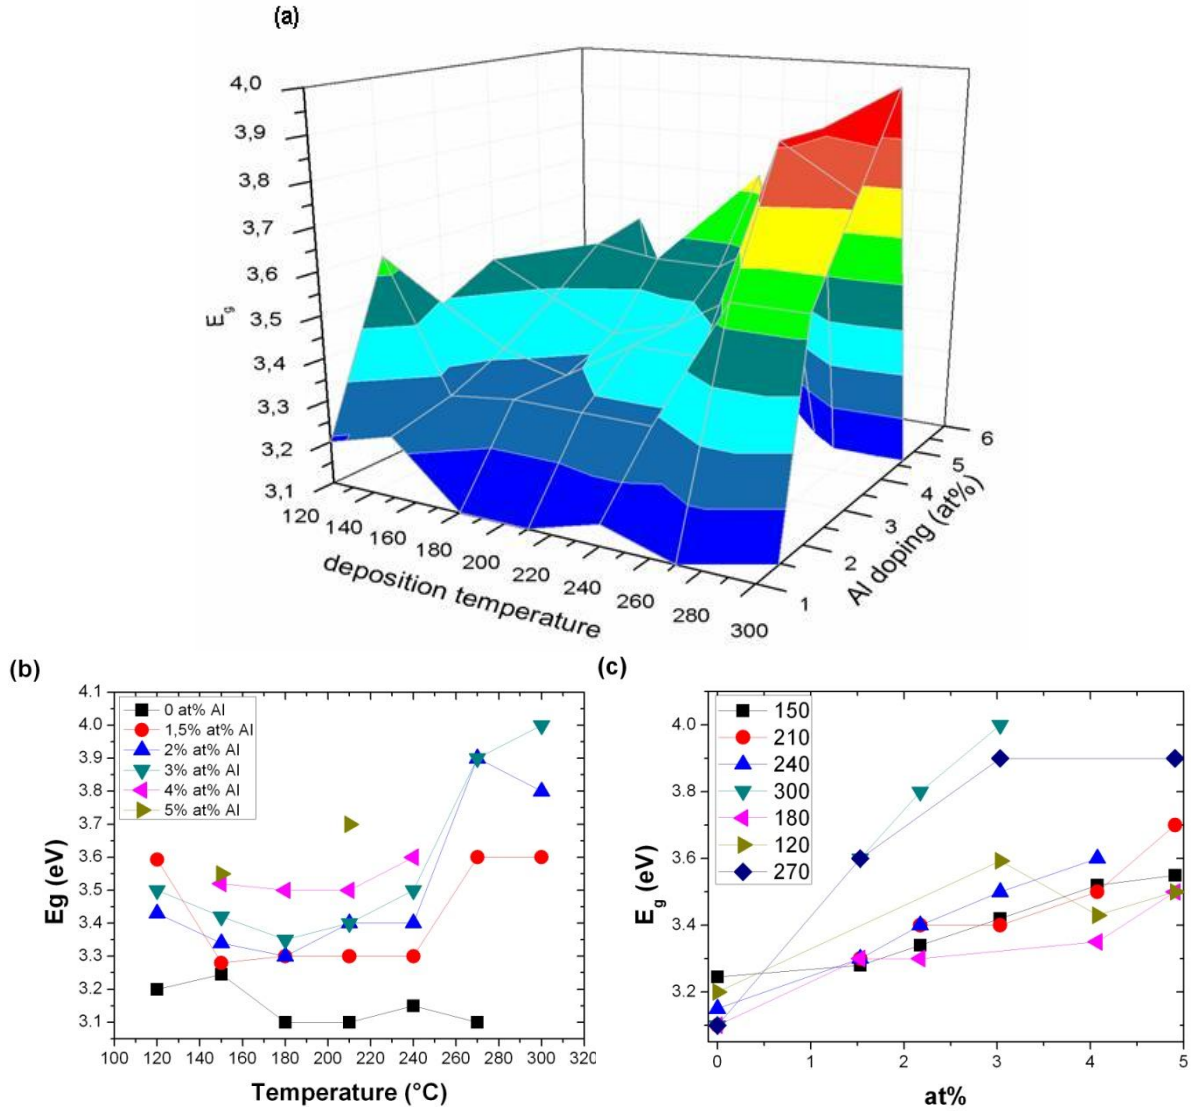 (a)
4,0
3,9
3,8
3,7
3,6
3,5
3,4
3,3
3,2
3,1
Eg
120
140
160
180
200
220
240
260
280
300
deposition temperature
1
2
3
4
5
6
Al doping (at%)
(b)
4.1
4.0
3.9
3.8
3.7
3.6
3.5
3.4
3.3
3.2
3.1
Eg (eV)
0 at% Al
1,5% at% Al
2% at% Al
3% at% Al
4% at% Al
5% at% Al
100 120 140 160 180 200 220 240 260 280 300 320
Temperature (°C)
(c)
4.0
3.8
3.6
3.4
3.2
Eg (eV)
150
210
240
300
180
120
270
0 1 2 3 4 5
at%